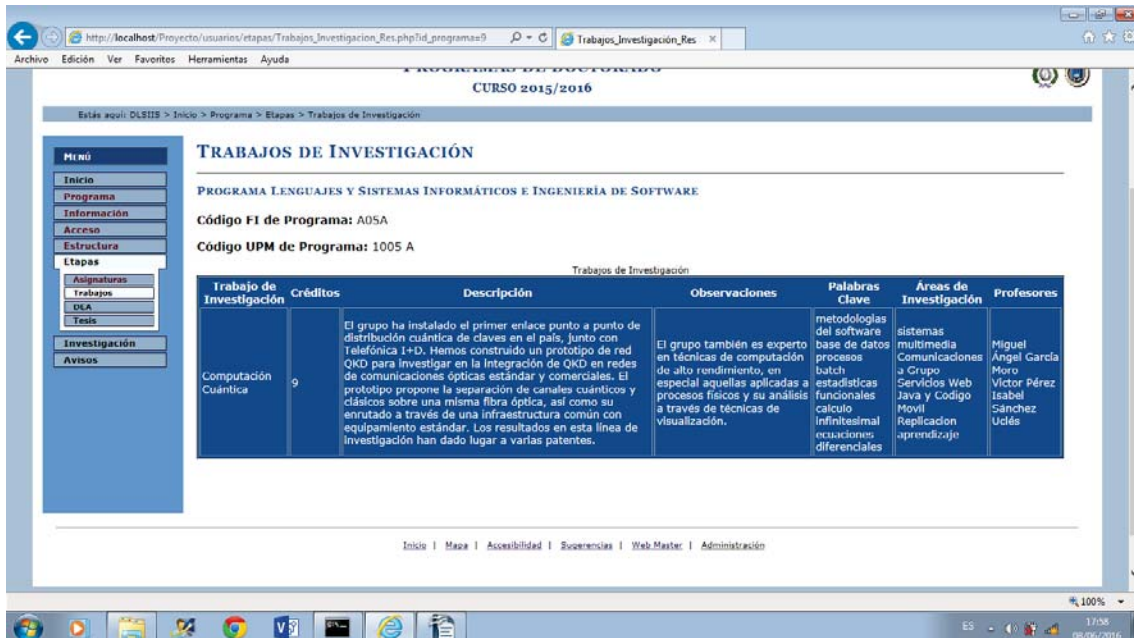 http://localhost/Proyecto/usuarios/etapas/Trabajos_Investigacion_Res.php?id_programa=9
Trabajos_Investigación_Res
Archivo Edición Ver Favoritos Herramientas Ayuda
PROGRAMAS DE DOCTORADO
CURSO 2015/2016
Estás aquí: DLSIIS > Inicio > Programa > Etapas > Trabajos de Investigación
MENÚ
Inicio
Programa
Información
Acceso
Estructura
Etapas
Asignaturas
Trabajos
DEA
Tesis
Investigación
Avisos
TRABAJOS DE INVESTIGACIÓN
PROGRAMA LENGUAJES Y SISTEMAS INFORMÁTICOS E INGENIERÍA DE SOFTWARE
Código FI de Programa: A05A
Código UPM de Programa: 1005 A
Trabajos de Investigación
Trabajo de
Investigación
Créditos
Descripción
Observaciones
Palabras
Clave
Áreas de
Investigación
Profesores
Computación
Cuántica
9
El grupo ha instalado el primer enlace punto a punto de
distribución cuántica de claves en el país, junto con
Telefónica I+D. Hemos construido un prototipo de red
QKD para investigar en la integración de QKD en redes
de comunicaciones ópticas estándar y comerciales. El
prototipo propone la separación de canales cuánticos y
clásicos sobre una misma fibra óptica, así como su
enrutado a través de una infraestructura común con
equipamiento estándar. Los resultados en esta línea de
investigación han dado lugar a varias patentes.
El grupo también es experto
en técnicas de computación
de alto rendimiento, en
especial aquellas aplicadas a
procesos físicos y su análisis
a través de técnicas de
visualización.
metodologias
del software
base de datos
procesos
batch
estadisticas
funcionales
calculo
infinitesimal
ecuaciones
diferenciales
sistemas
multimedia
Comunicaciones
a Grupo
Servicios Web
Java y Codigo
Movil
Replicacion
aprendizaje
Miguel
Ángel García
Moro
Victor Pérez
Isabel
Sánchez
Uclés
Inicio | Mapa | Accesibilidad | Sugerencias | Web Master | Administración
100%
ES
17:58
08/06/2016